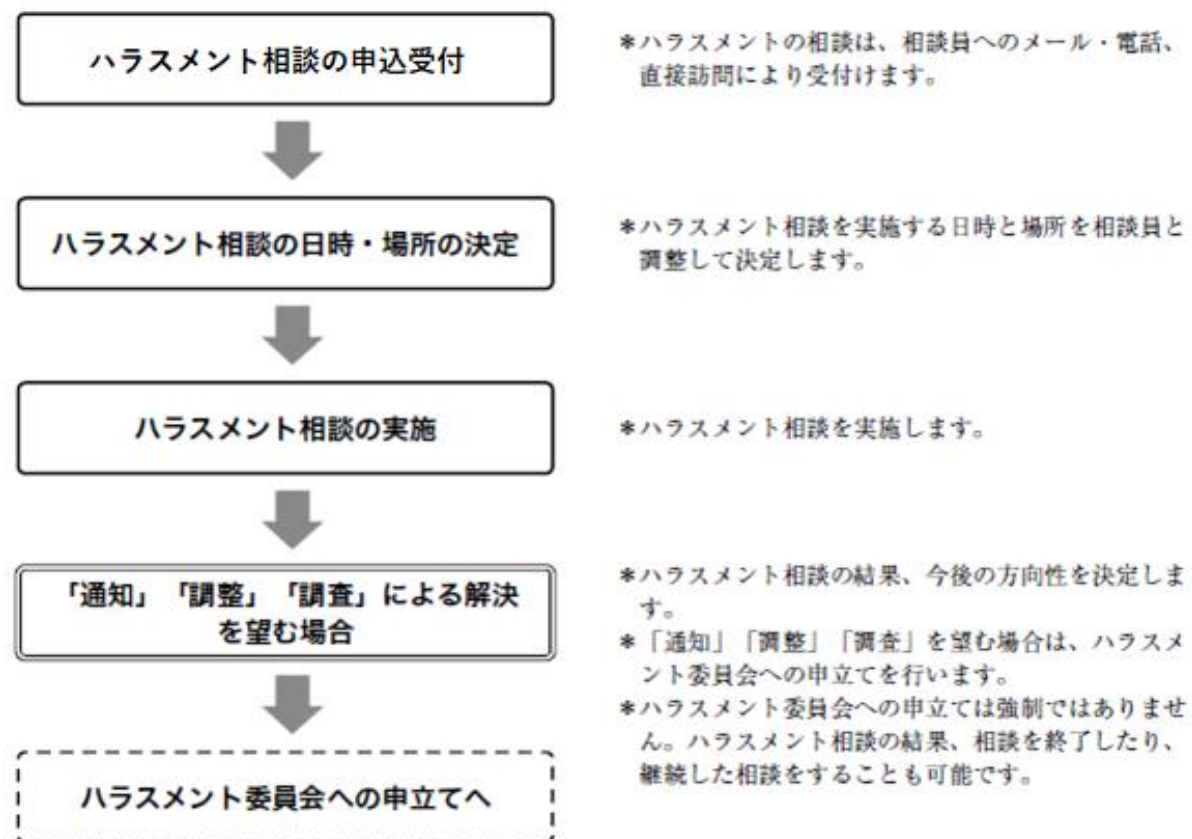 ハラスメント相談の申込受付
*ハラスメントの相談は、相談員へのメール・電話、
直接訪問により受付けます。
ハラスメント相談の日時・場所の決定
*ハラスメント相談を実施する日時と場所を相談員と
調整して決定します。
ハラスメント相談の実施
*ハラスメント相談を実施します。
「通知」「調整」「調査」による解決
を望む場合
*ハラスメント相談の結果、今後の方向性を決定しま
す。
*「通知」「調整」「調査」を望む場合は、ハラスメ
ント委員会への申立てを行います。
*ハラスメント委員会への申立ては強制ではありませ
ん。ハラスメント相談の結果、相談を終了したり、
継続した相談をすることも可能です。
ハラスメント委員会への申立てへ